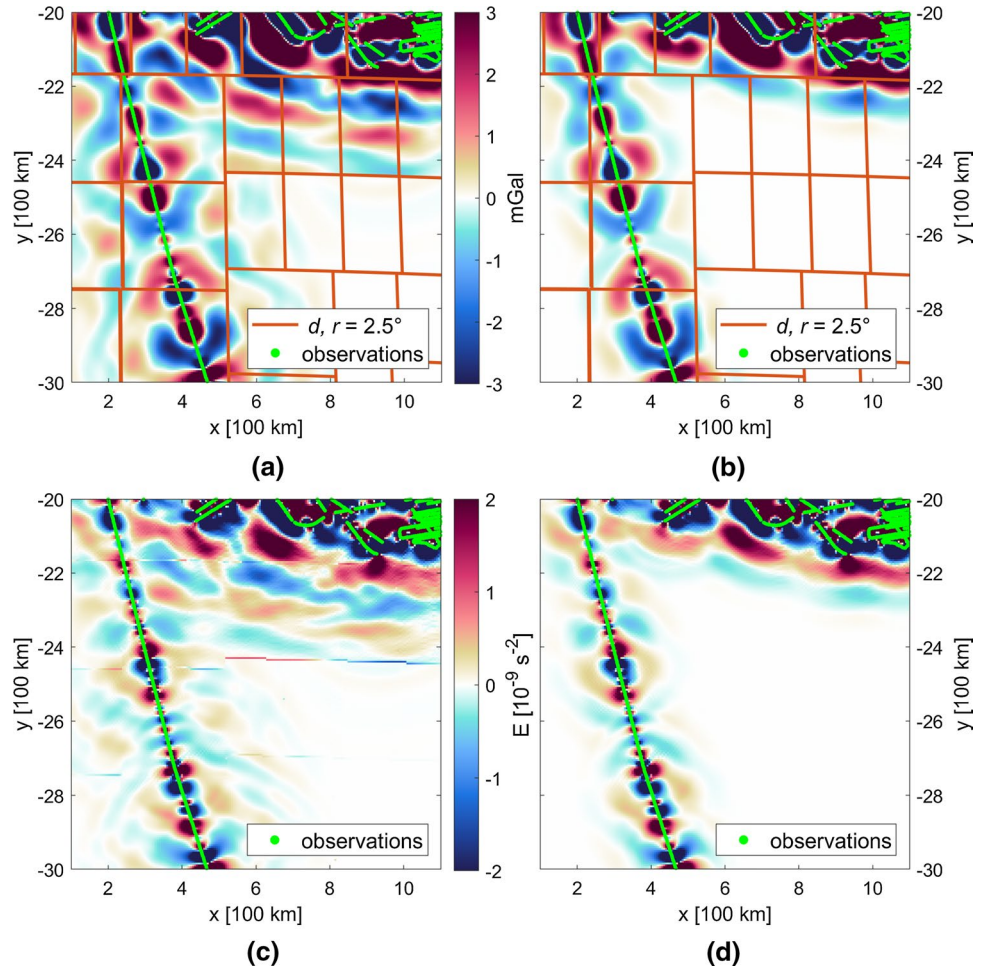 -20
-22
-24
-26
-28
-30
y [100 km]
2
4
6
8
10
x [100 km]
d, r = 2.5°
observations
3
2
1
0
-1
-2
-3
mGal
(a)
2
4
6
8
10
x [100 km]
d, r = 2.5°
observations
-20
-22
-24
-26
-28
-30
y [100 km]
(b)
-20
-22
-24
-26
-28
-30
y [100 km]
2
4
6
8
10
x [100 km]
observations
2
1
0
-1
-2
E [10⁻⁹ s⁻²]
(c)
2
4
6
8
10
x [100 km]
observations
-20
-22
-24
-26
-28
-30
y [100 km]
(d)